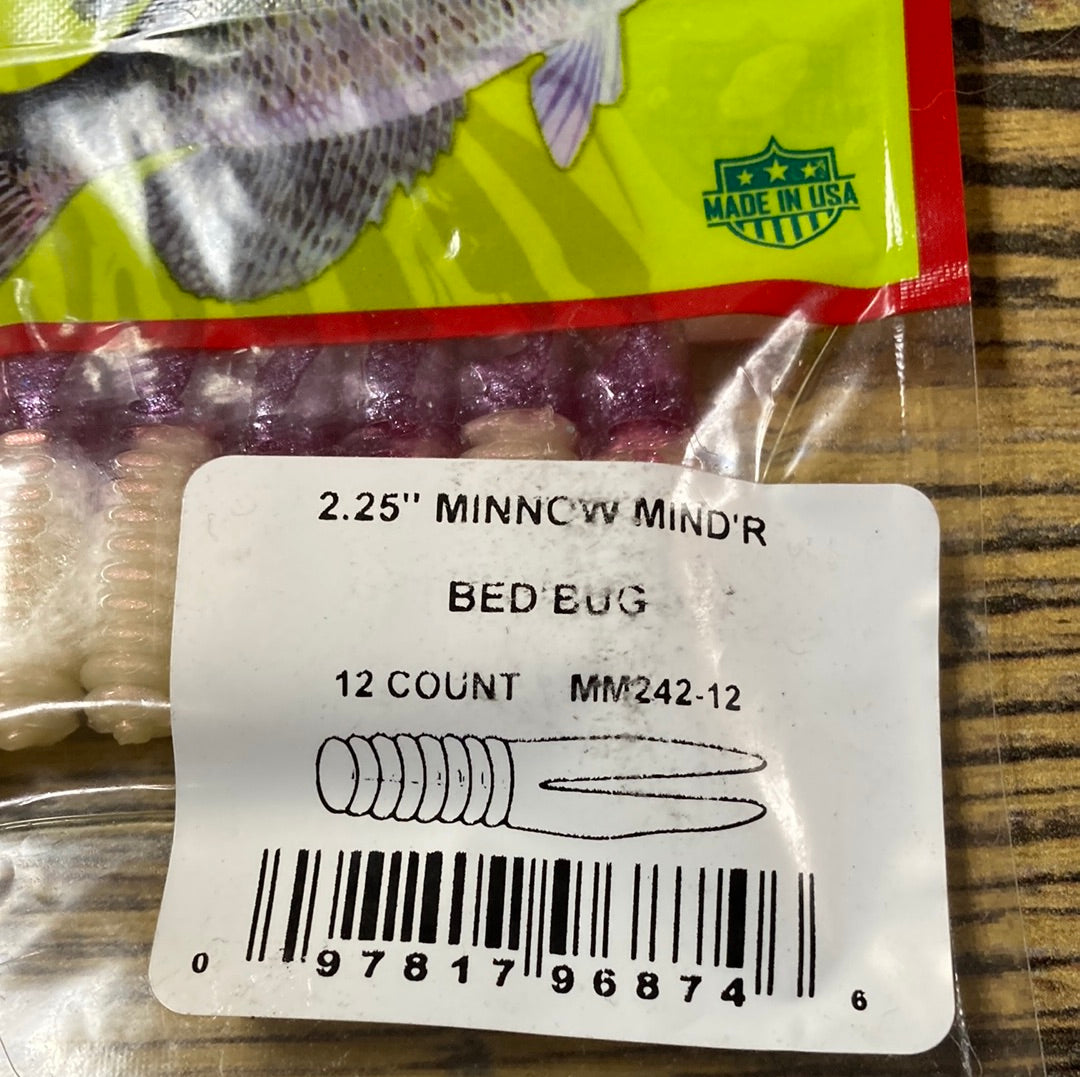 MADE IN USA
2.25" MINNOW MIND'R
BED BUG
12 COUNT MM242-12
0 97817 96874 6